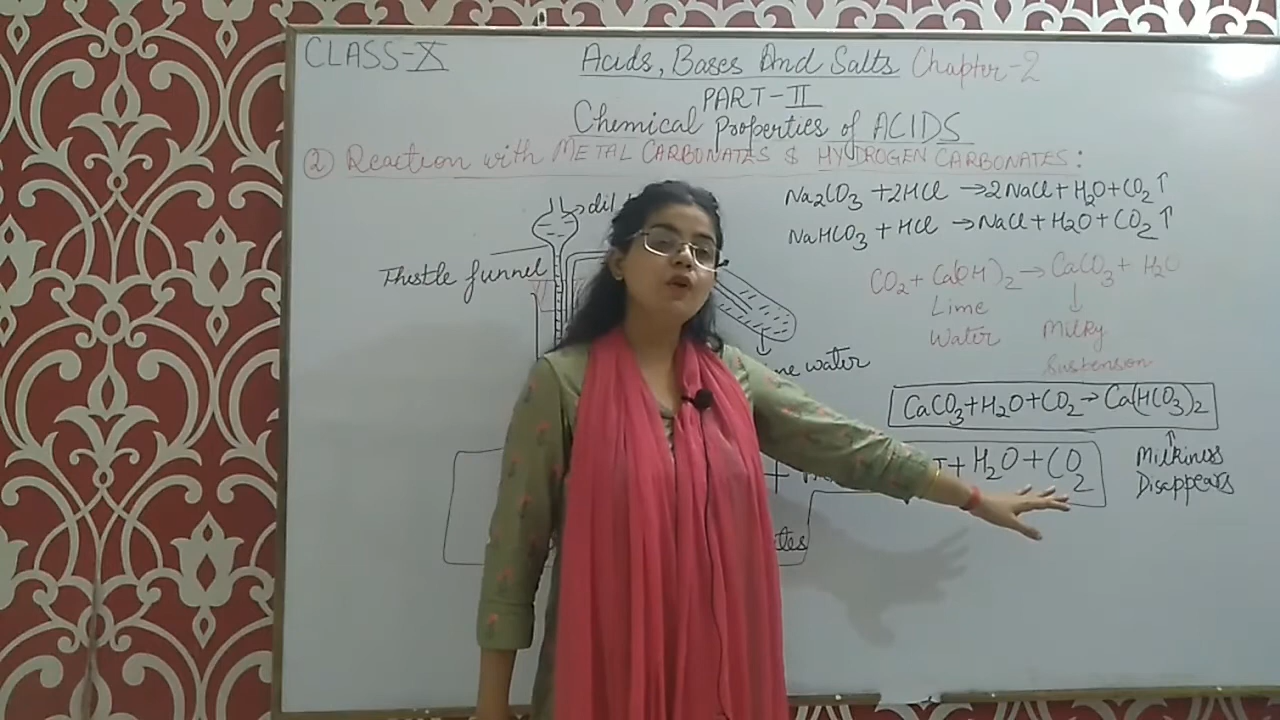 CLASS-X
Acids, Bases And Salts Chapter-2
PART-II
Chemical Properties of ACIDS
② Reaction with METAL CARBONATES & HYDROGEN CARBONATES:
Na₂CO₃ + 2HCl → 2NaCl + H₂O + CO₂↑
NaHCO₃ + HCl → NaCl + H₂O + CO₂↑
→ dil
Thistle funnel
CO₂ + Ca(OH)₂ → CaCO₃ + H₂O
Lime
Water
Milky
Suspension
water
CaCO₃ + H₂O + CO₂ → Ca(HCO₃)₂
Milkiness
Disappears
+
+ H₂O + CO₂